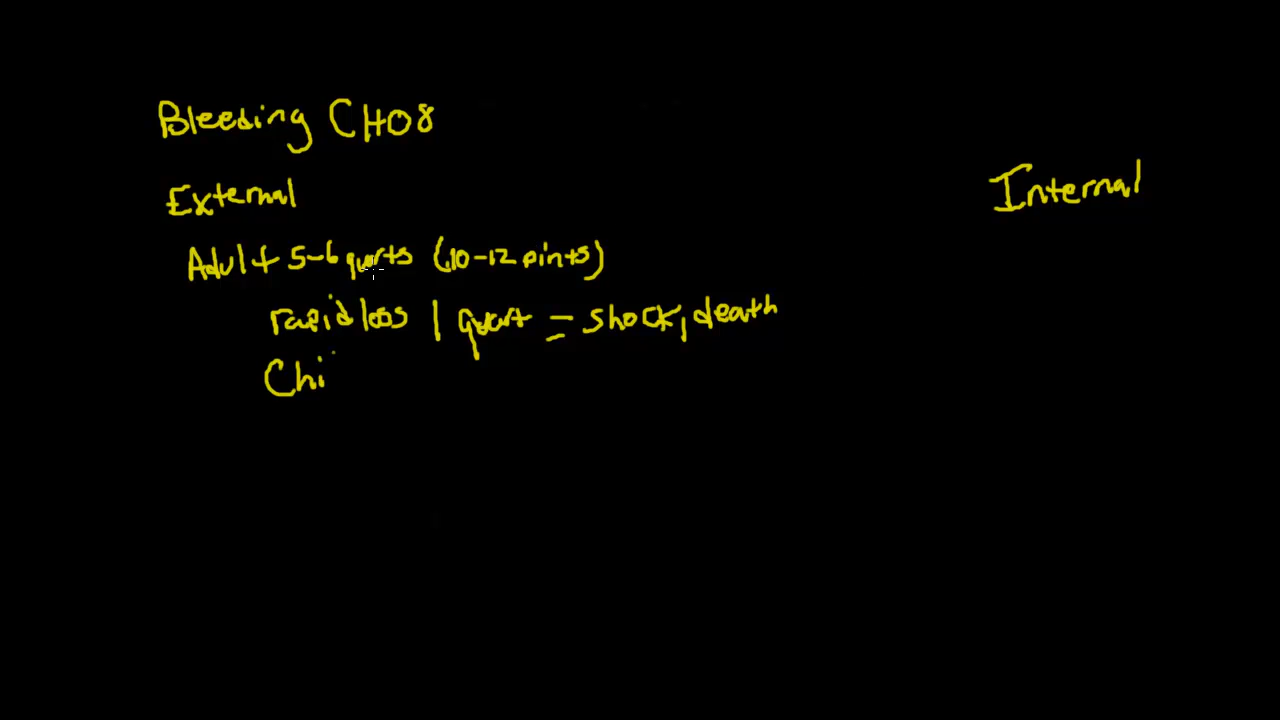 Bleeding CH08
External
Internal
Adult 5-6 quarts (10-12 pints)
rapid loss 1 quart = shock, death
Chi